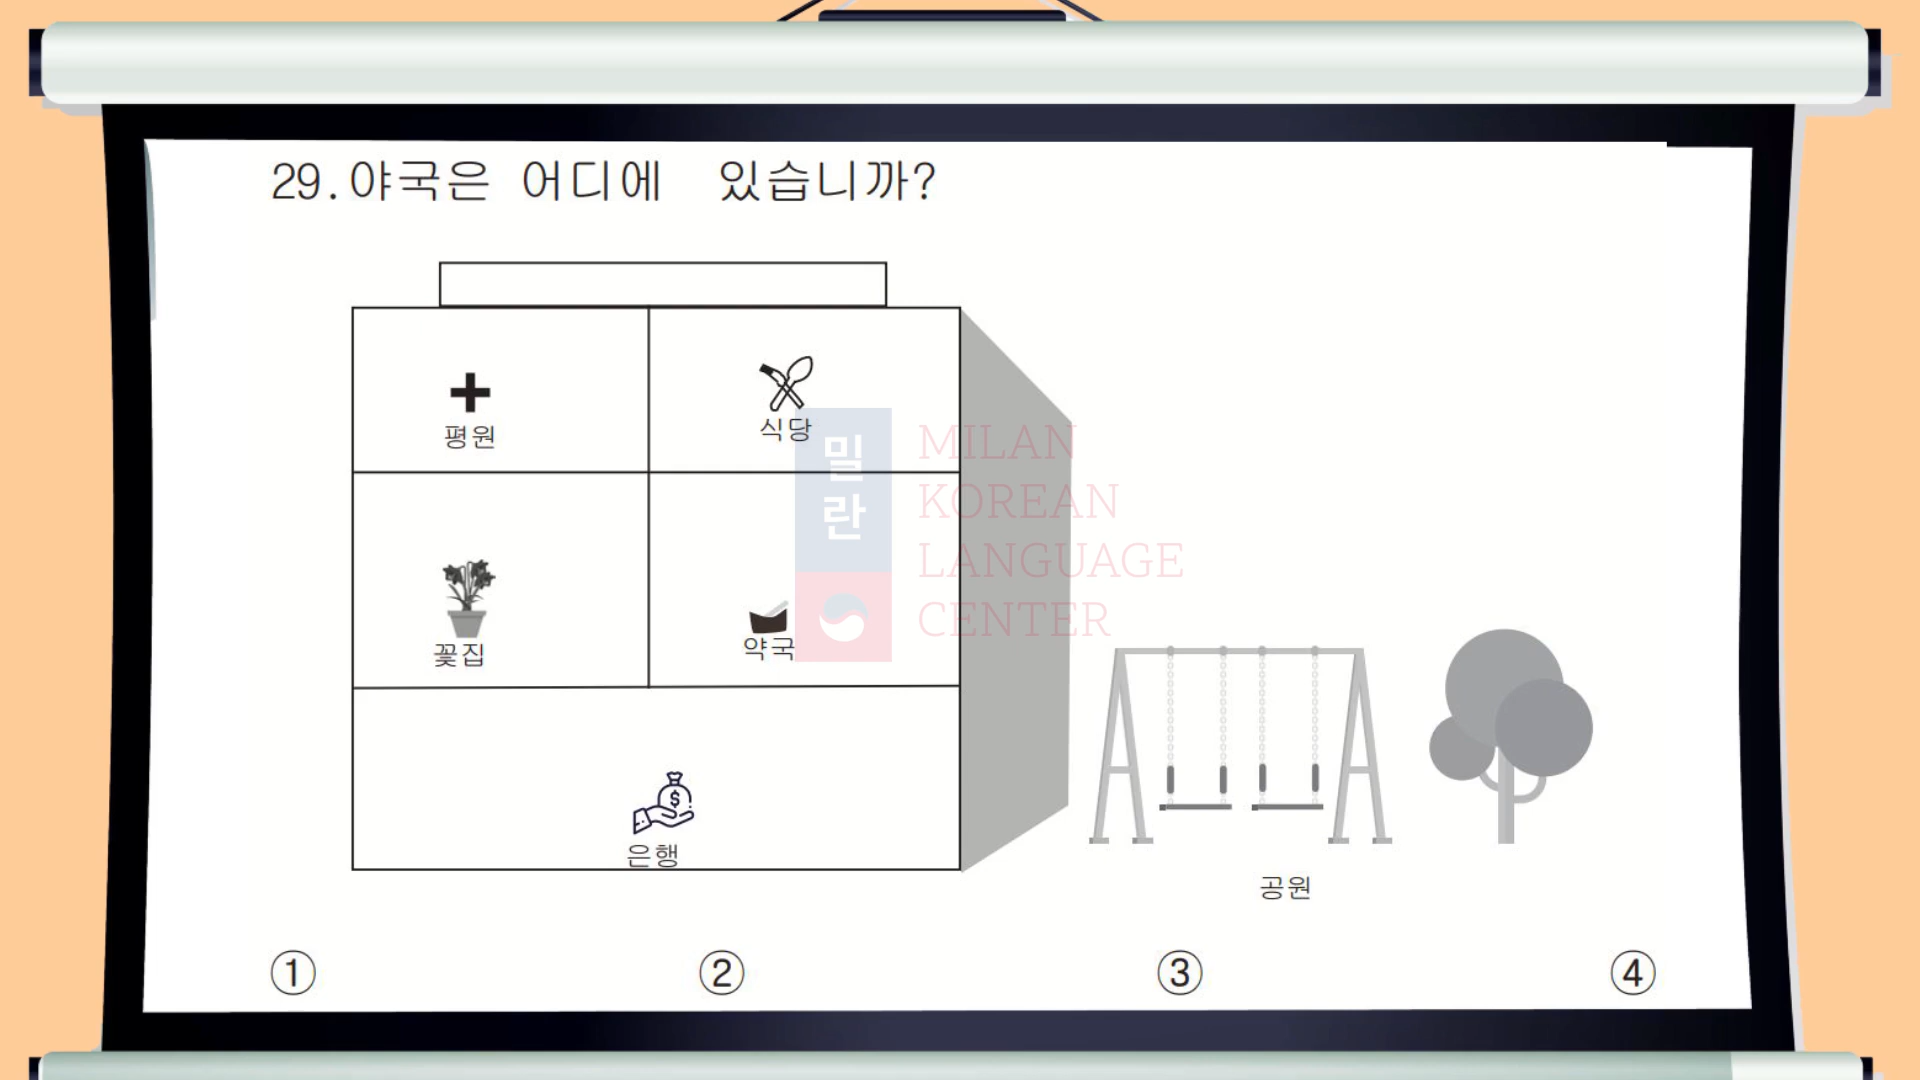 29.야국은 어디에 있습니까?
평원
식당
밀란
MILAN
KOREAN
LANGUAGE
CENTER
꽃집
약국
$
은행
공원
① ② ③ ④